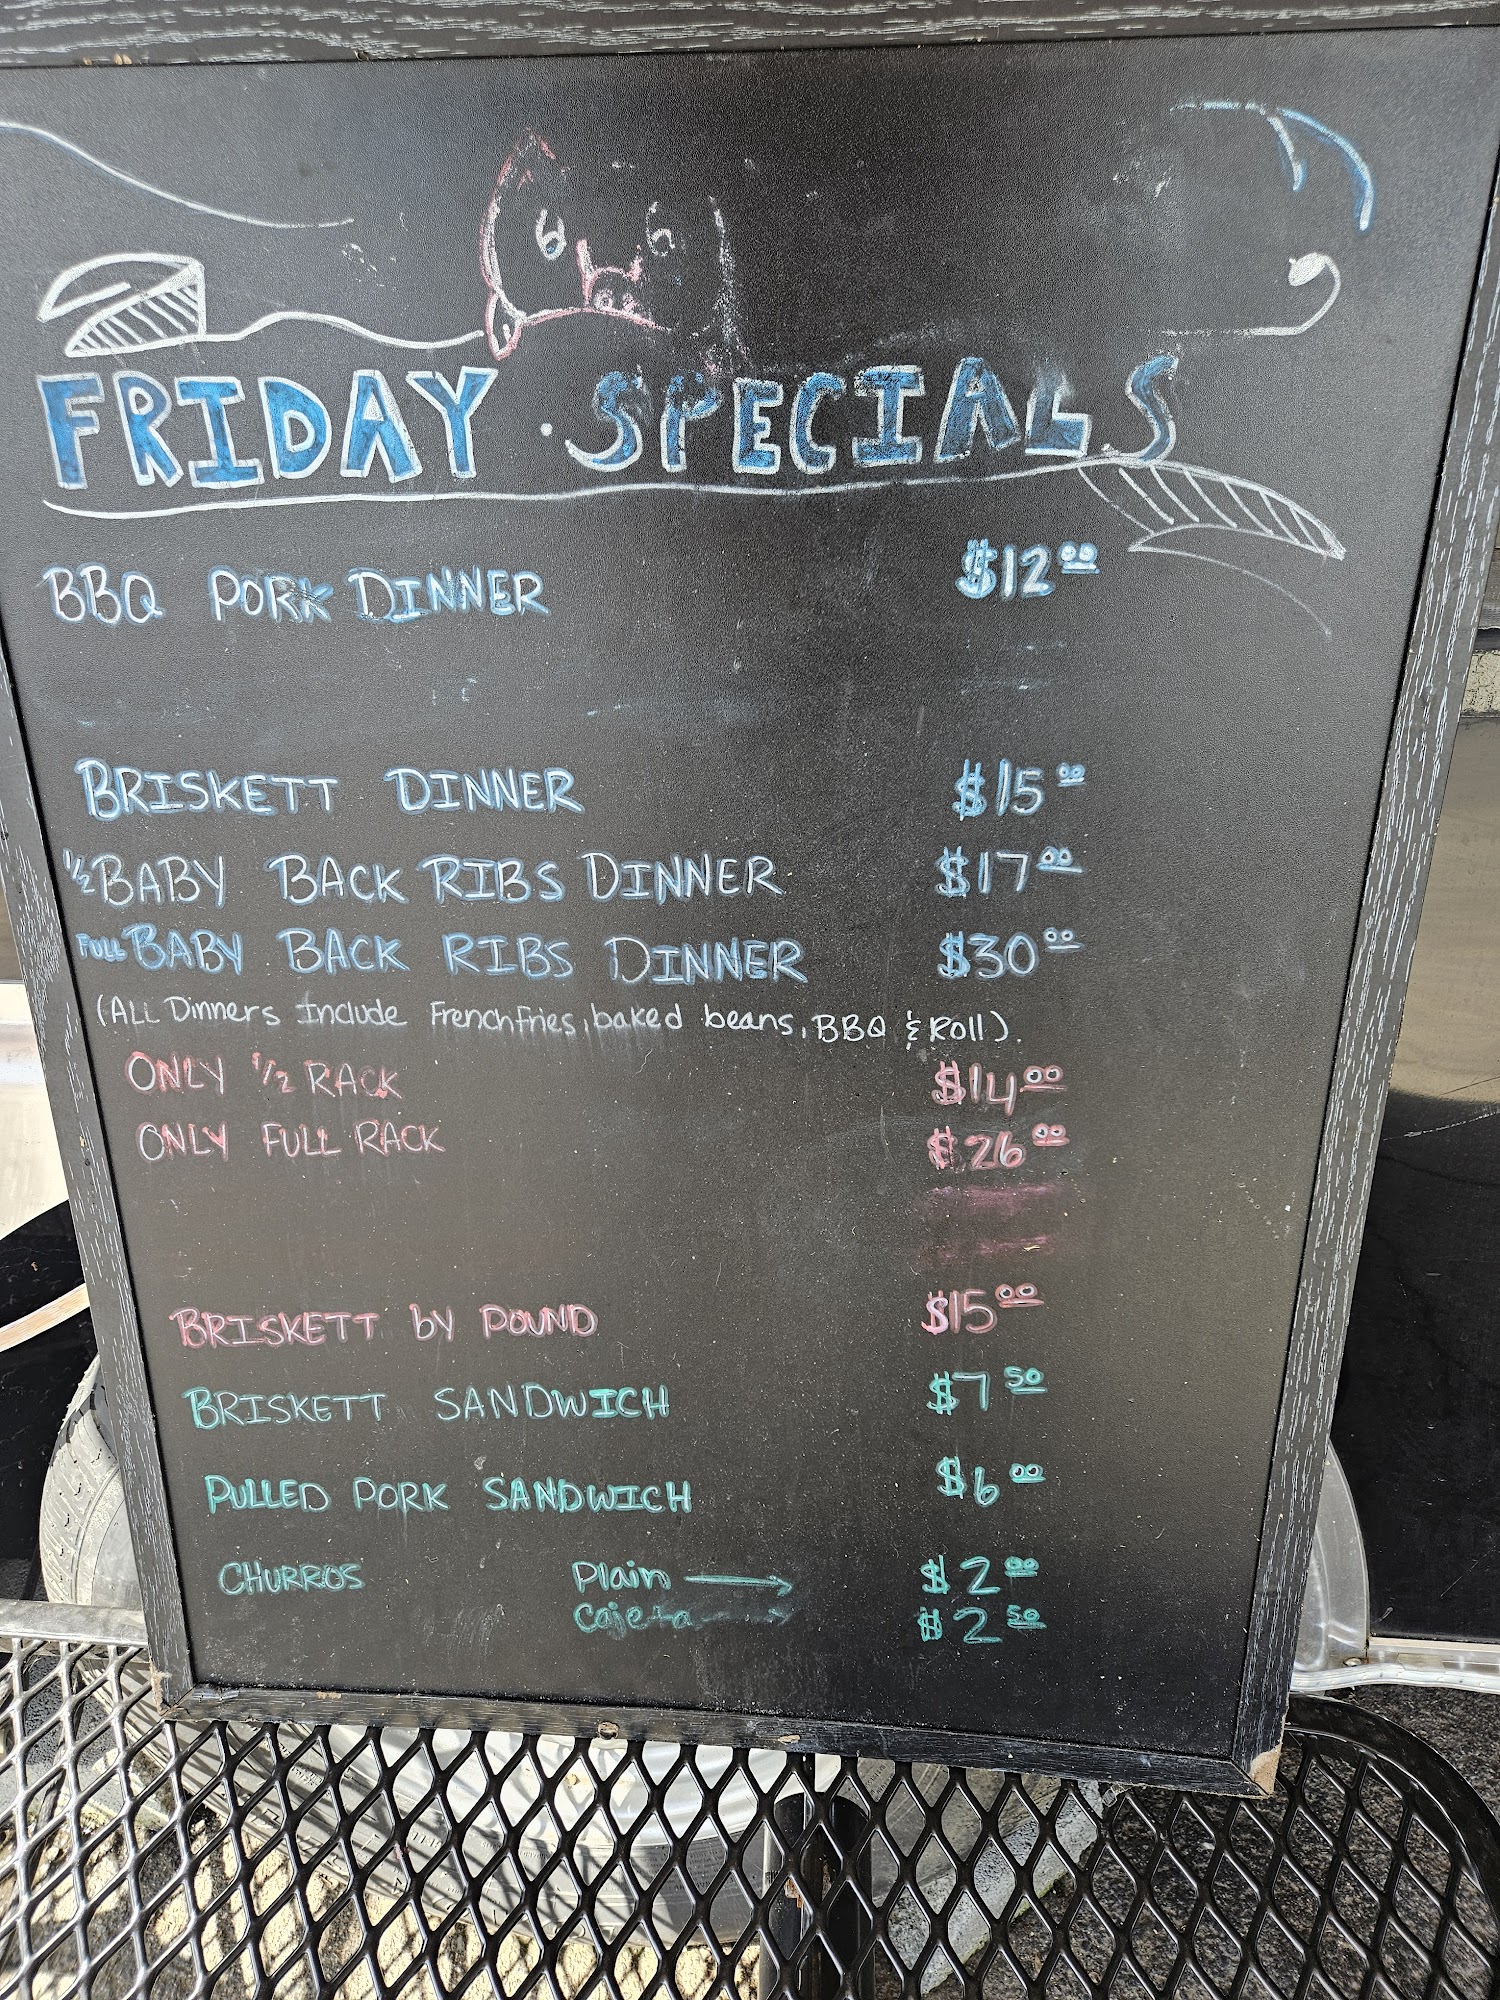 FRIDAY · SPECIALS
BBQ PORK DINNER $12.00
BRISKETT DINNER $15.00
1/2 BABY BACK RIBS DINNER $17.00
FULL BABY BACK RIBS DINNER $30.00
(ALL Dinners Include French fries, baked beans, BBQ & Roll).
ONLY 1/2 RACK $14.00
ONLY FULL RACK $26.00
BRISKETT by POUND $15.00
BRISKETT SANDWICH $7.50
PULLED PORK SANDWICH $6.00
CHURROS Plain → $2.00
Cajeta → $2.50